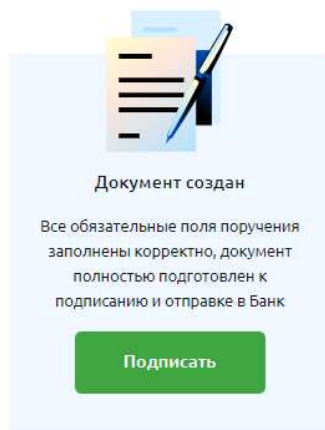 Документ создан
Все обязательные поля поручения
заполнены корректно, документ
полностью подготовлен к
подписанию и отправке в Банк
Подписать